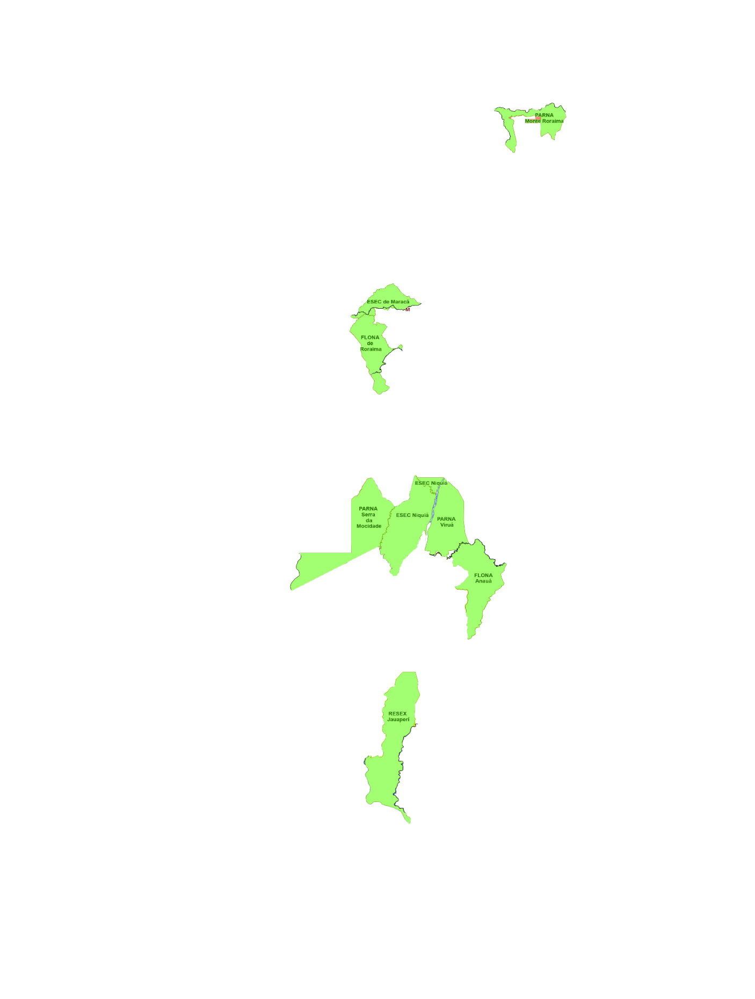 PARNA
Monte Roraima
ESEC de Maracá
M
FLONA
de
Roraima
ESEC Niquiá
PARNA
Serra
da
Mocidade
ESEC Niquiá
PARNA
Viruá
FLONA
Anauá
RESEX
Jauaperi